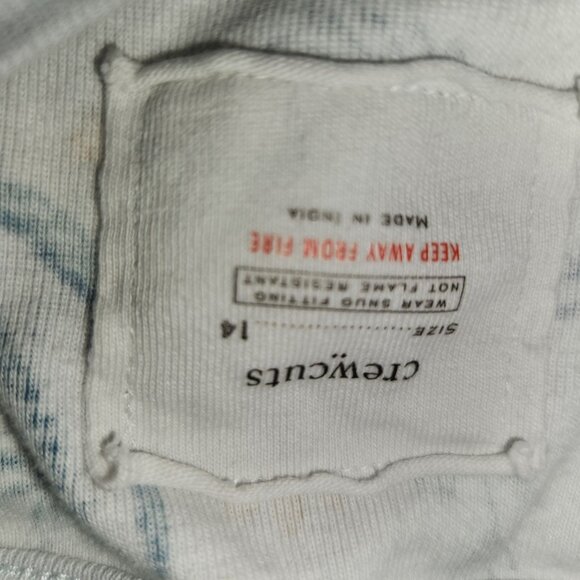 crewcuts
SIZE..............14
WEAR SNUG FITTING
NOT FLAME RESISTANT
KEEP AWAY FROM FIRE
MADE IN INDIA